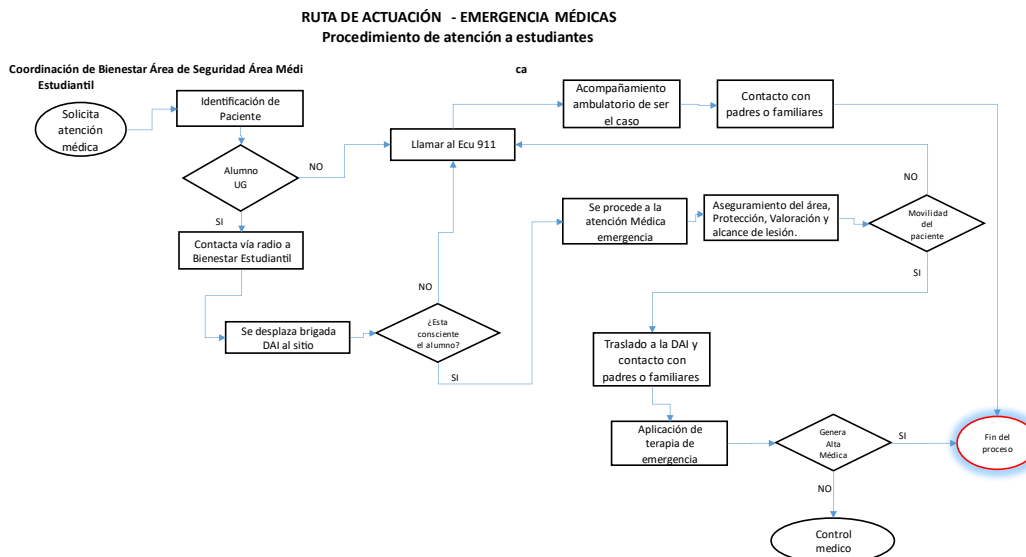 RUTA DE ACTUACIÓN - EMERGENCIA MÉDICAS
Procedimiento de atención a estudiantes
Coordinación de Bienestar Área de Seguridad Área Médi
ca
Estudiantil
Solicita
atención
médica
Identificación de
Paciente
Alumno
UG
NO
SI
Contacta vía radio a
Bienestar Estudiantil
Se desplaza brigada
DAI al sitio
¿Esta
consciente
el alumno?
NO
SI
Llamar al Ecu 911
Acompañamiento
ambulatorio de ser
el caso
Contacto con
padres o familiares
Se procede a la
atención Médica
emergencia
Aseguramiento del área,
Protección, Valoración y
alcance de lesión.
Movilidad
del
paciente
NO
SI
Traslado a la DAI y
contacto con
padres o familiares
Aplicación de
terapia de
emergencia
Genera
Alta
Médica
SI
NO
Fin del
proceso
Control
medico